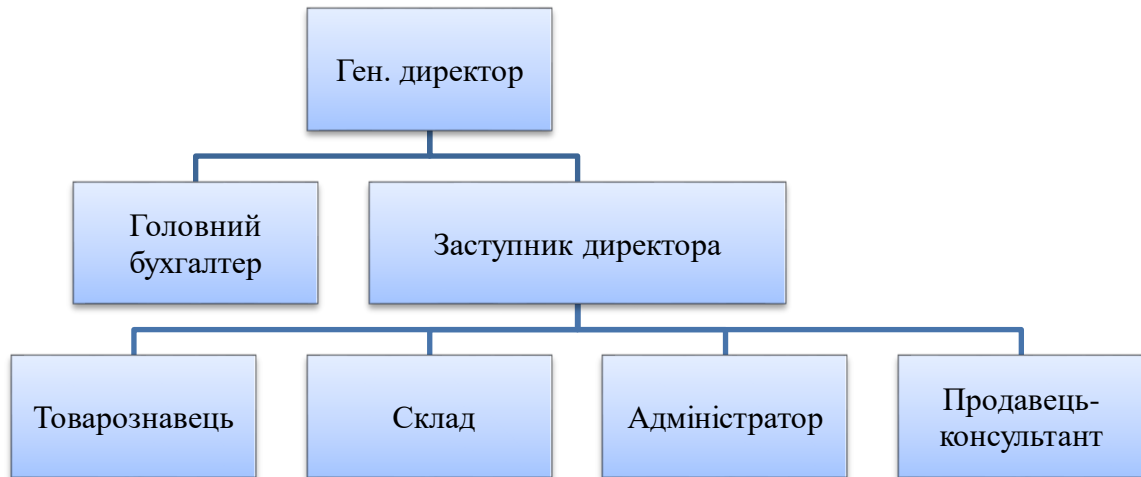 Ген. директор
Головний
бухгалтер
Заступник директора
Товарознавець
Склад
Адміністратор
Продавець-
консультант